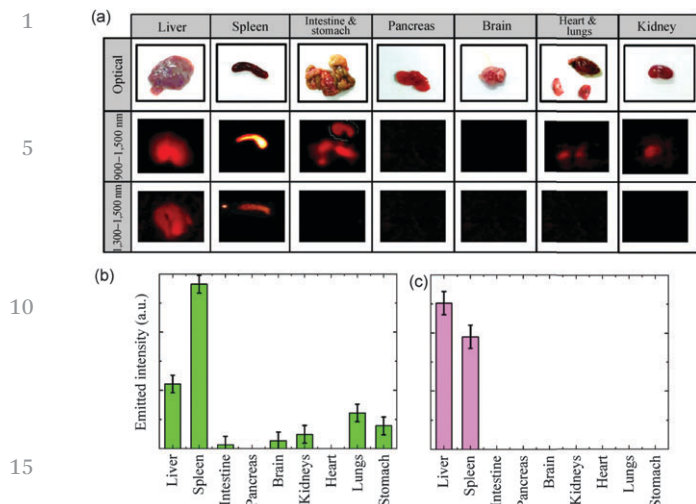 1
(a)
Liver Spleen Intestine & stomach Pancreas Brain Heart & lungs Kidney
Optical
5
900–1,500 nm
1,300–1,500 nm
(b)
(c)
10
Emitted intensity (a.u.)
15
Liver Spleen Intestine Pancreas Brain Kidneys Heart Lungs Stomach
Liver Spleen Intestine Pancreas Brain Kidneys Heart Lungs Stomach